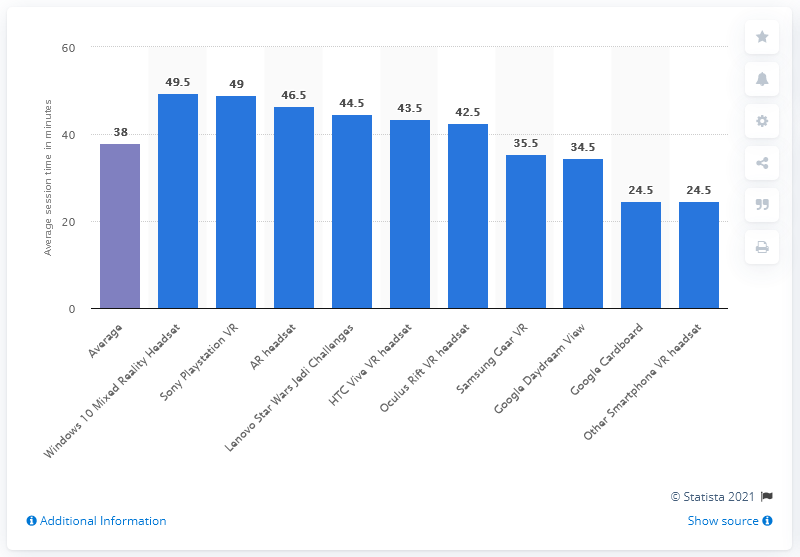 60
40
20
0
Average session time in minutes
38
49.5
49
46.5
44.5
43.5
42.5
35.5
34.5
24.5
24.5
Average
Windows 10 Mixed Reality Headset
Sony Playstation VR
AR headset
Lenovo Star Wars Jedi Challenges
HTC Vive VR headset
Oculus Rift VR headset
Samsung Gear VR
Google Daydream View
Google Cardboard
Other Smartphone VR headset
© Statista 2021
Additional Information
Show source